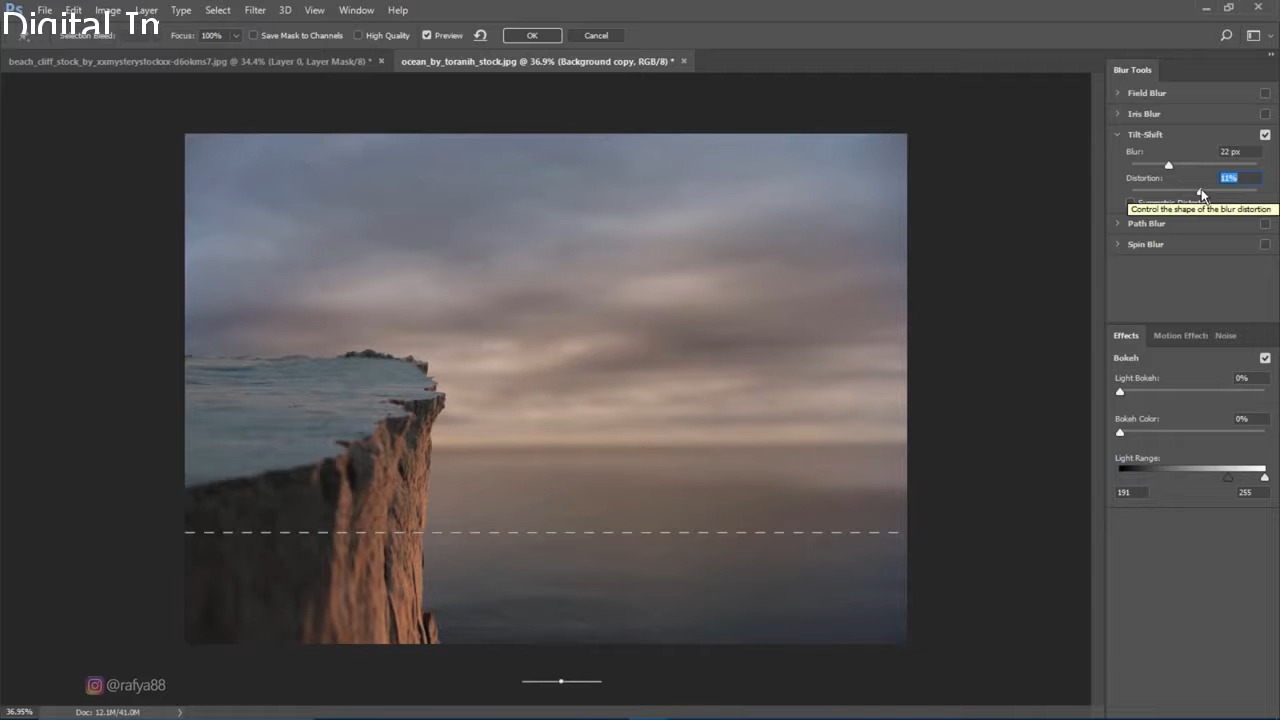 Ps File Edit Image Layer Type Select Filter 3D View Window Help
Digital
Selection Bleed: Focus: 100% Save Mask to Channels High Quality Preview OK Cancel
beach_cliff_stock_by_xxmysterystockxx-d6okms7.jpg @ 34.4% (Layer 0, Layer Mask/8) * ×
ocean_by_toranih_stock.jpg @ 36.9% (Background copy, RGB/8) * ×
Blur Tools
Field Blur
Iris Blur
Tilt-Shift
Blur: 22 px
Distortion: 11%
Control the shape of the blur distortion
Path Blur
Spin Blur
Effects Motion Effects Noise
Bokeh
Light Bokeh: 0%
Bokeh Color: 0%
Light Range:
191 255
@rafya88
36.95% Doc: 12.1M/41.0M